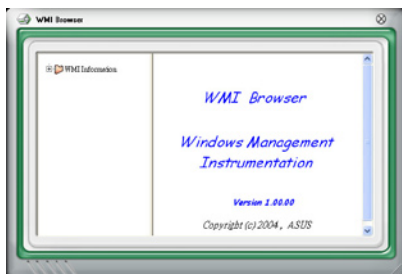 WMI Browser
WMI Information
WMI Browser
Windows Management
Instrumentation
Version 1.00.00
Copyright (c) 2004, ASUS